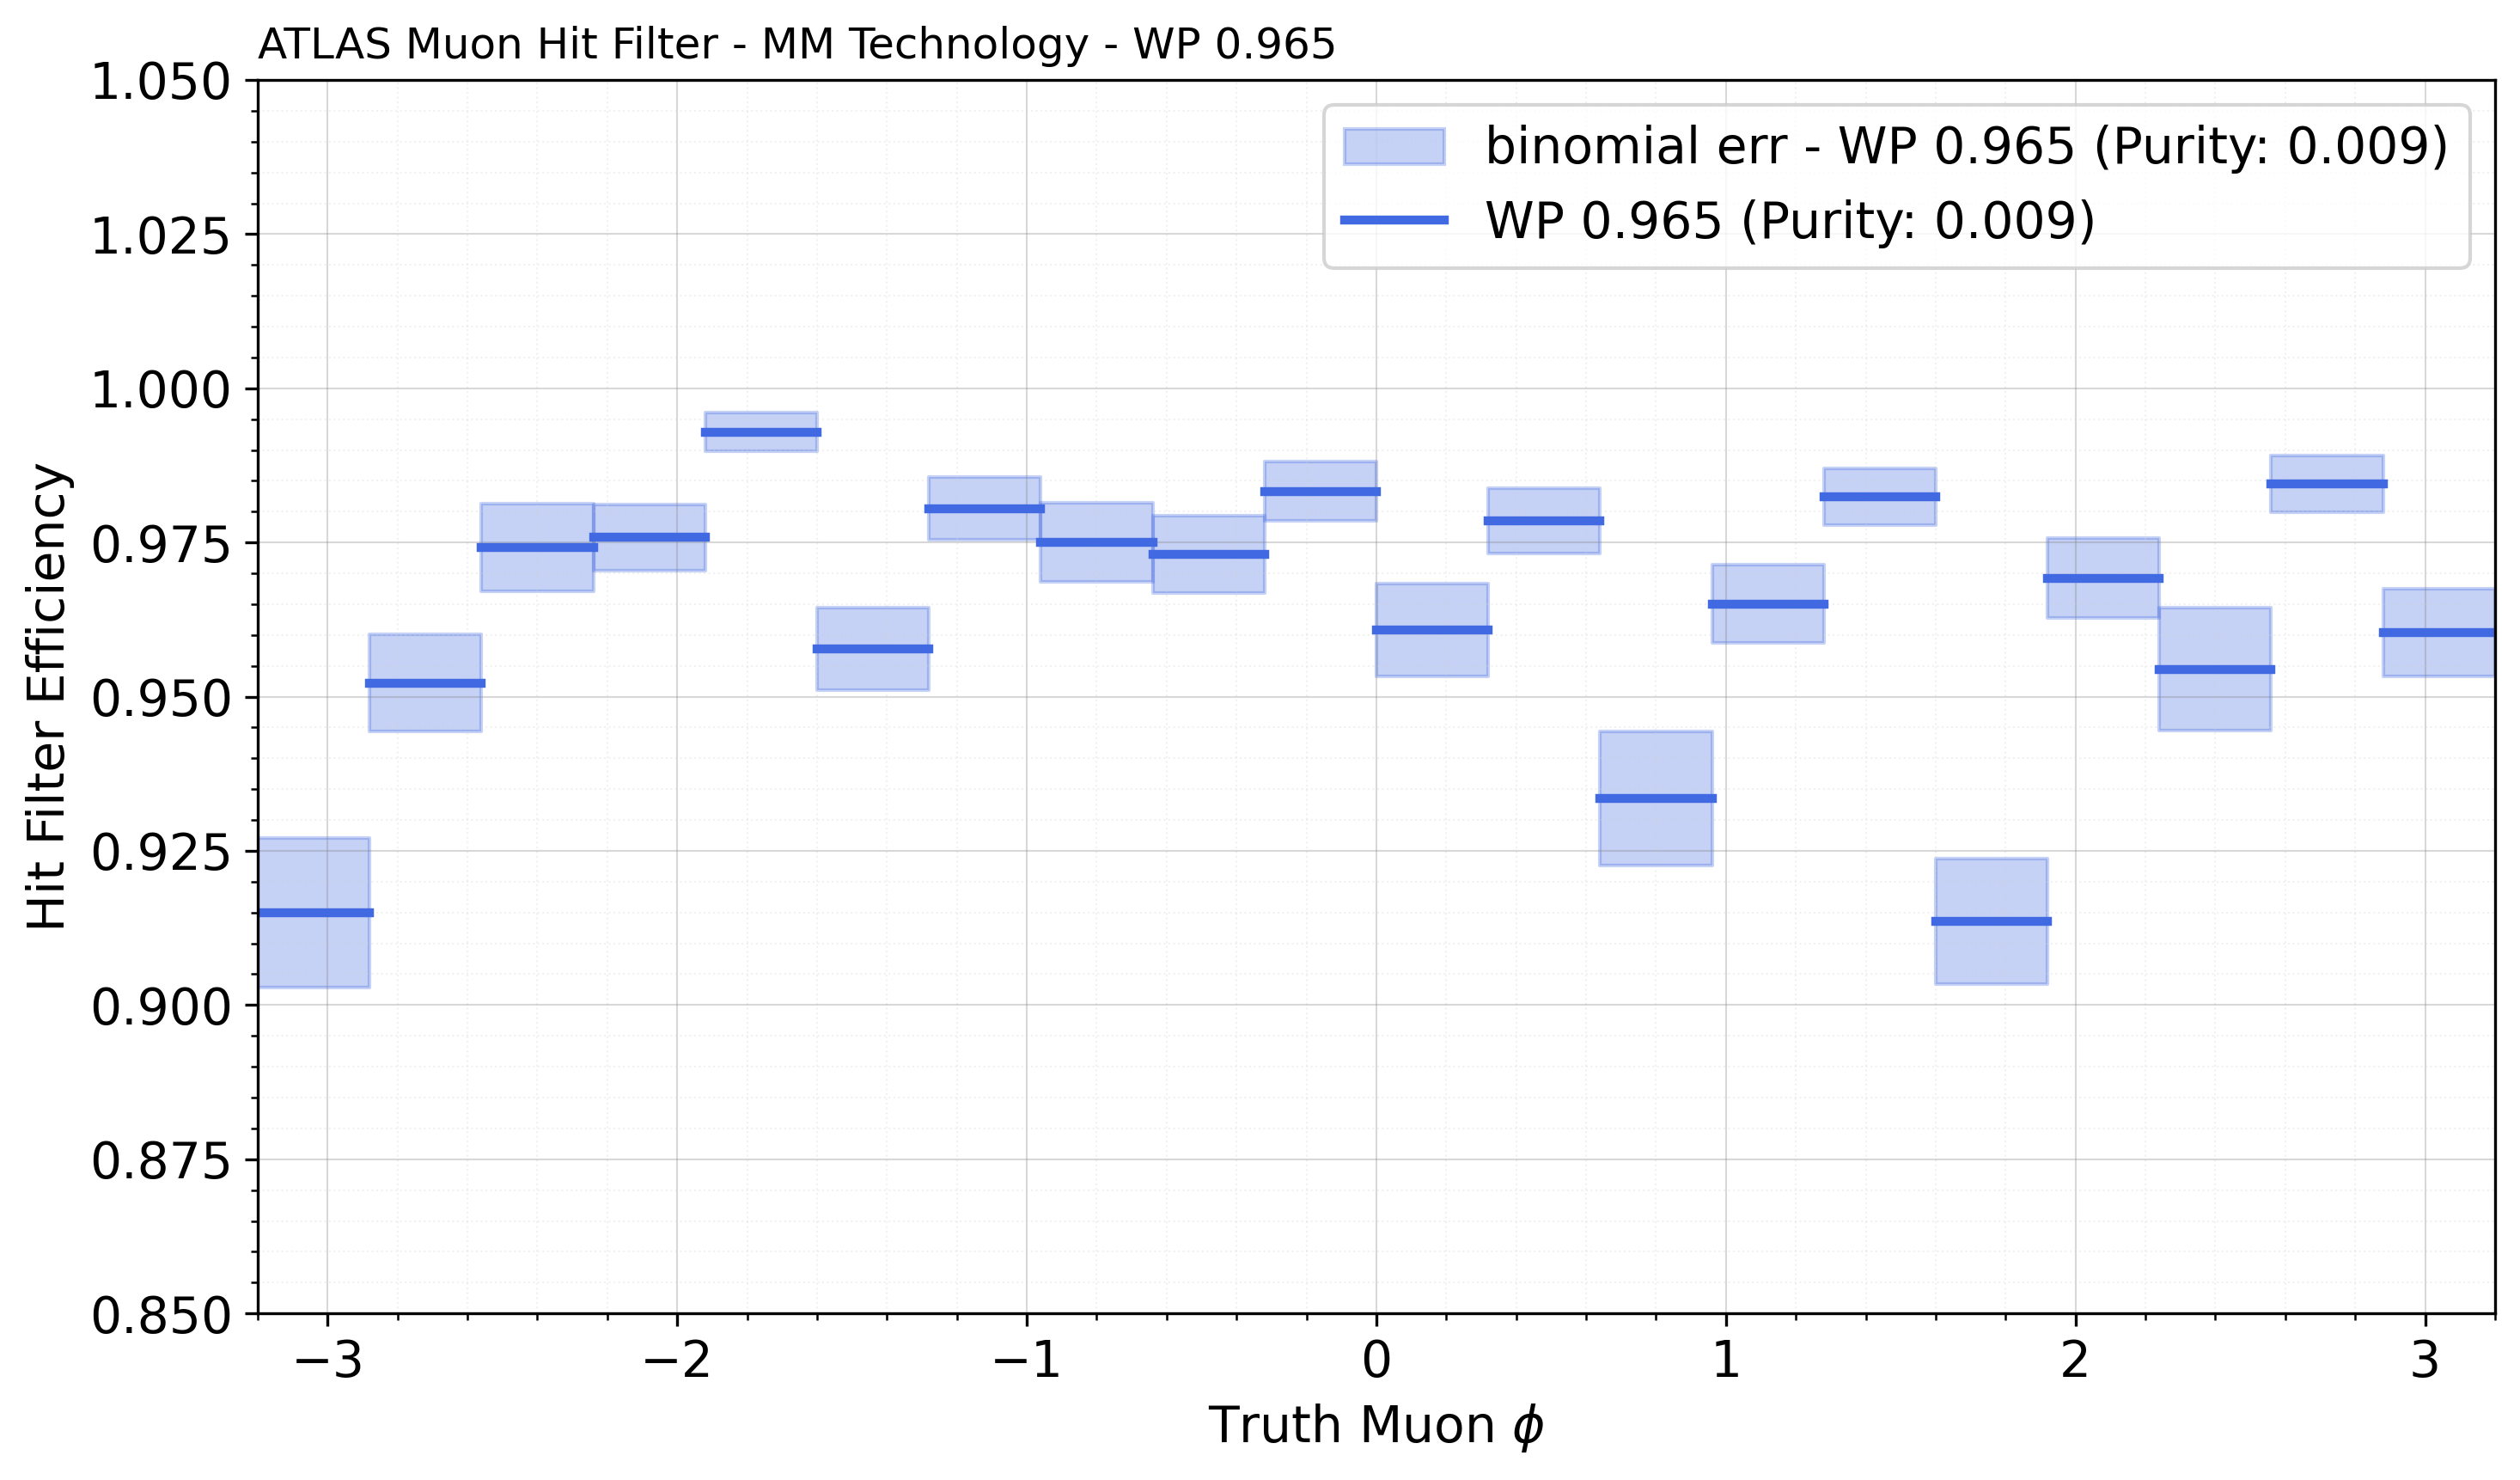 ATLAS Muon Hit Filter - MM Technology - WP 0.965
1.050
1.025
1.000
0.975
0.950
0.925
0.900
0.875
0.850
Hit Filter Efficiency
binomial err - WP 0.965 (Purity: 0.009)
WP 0.965 (Purity: 0.009)
−3 −2 −1 0 1 2 3
Truth Muon ϕ